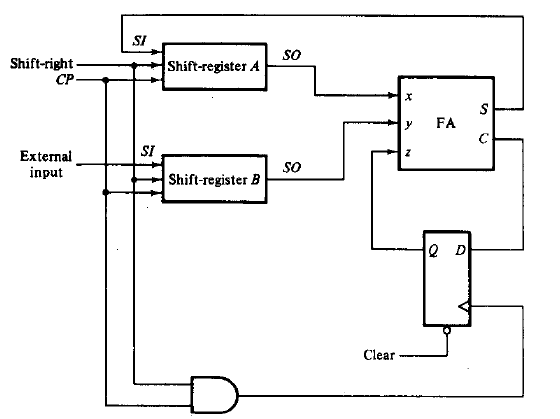 SI
SO
Shift-right
Shift-register A
CP
x
S
y
FA
C
External
input
SI
SO
z
Shift-register B
Q
D
Clear